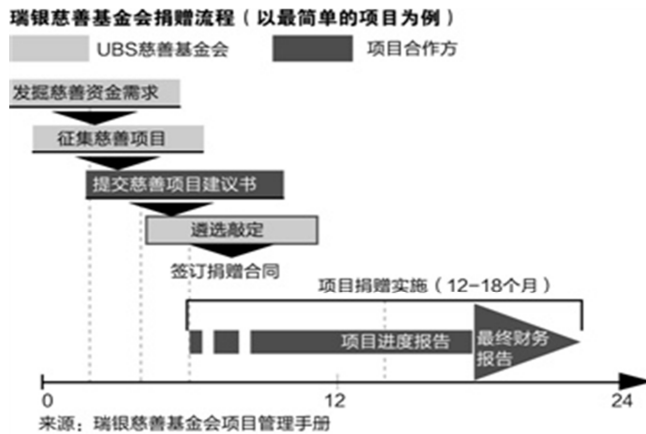 瑞银慈善基金会捐赠流程（以最简单的项目为例）
UBS慈善基金会
项目合作方
发掘慈善资金需求
征集慈善项目
提交慈善项目建议书
遴选敲定
签订捐赠合同
项目捐赠实施（12-18个月）
项目进度报告
最终财务
报告
0
12
24
来源：瑞银慈善基金会项目管理手册